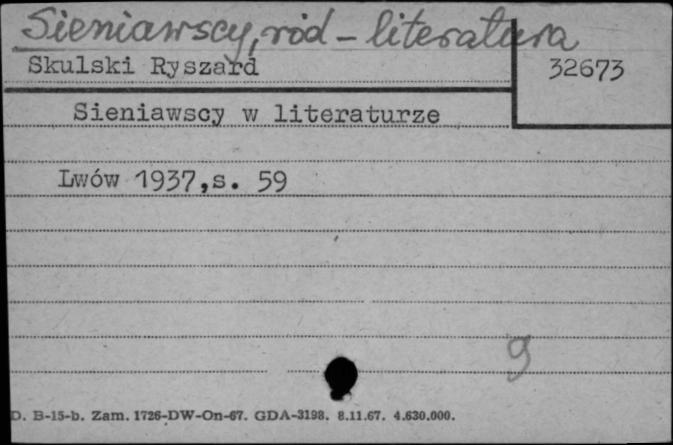 Sieniawscy, ród - literatura
Skulski Ryszard
32673
Sieniawscy w literaturze
Lwów 1937,s. 59
9
D. B-15-b. Zam. 1726-DW-On-67. GDA-3198. 8.11.67. 4.630.000.